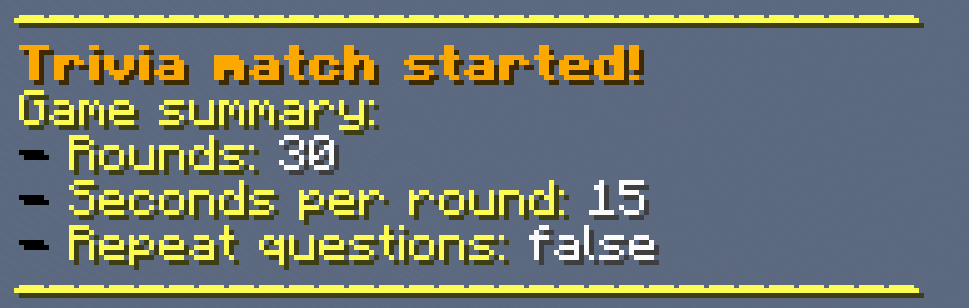 Trivia match started!
Game summary:
- Rounds: 30
- Seconds per round: 15
- Repeat questions: false